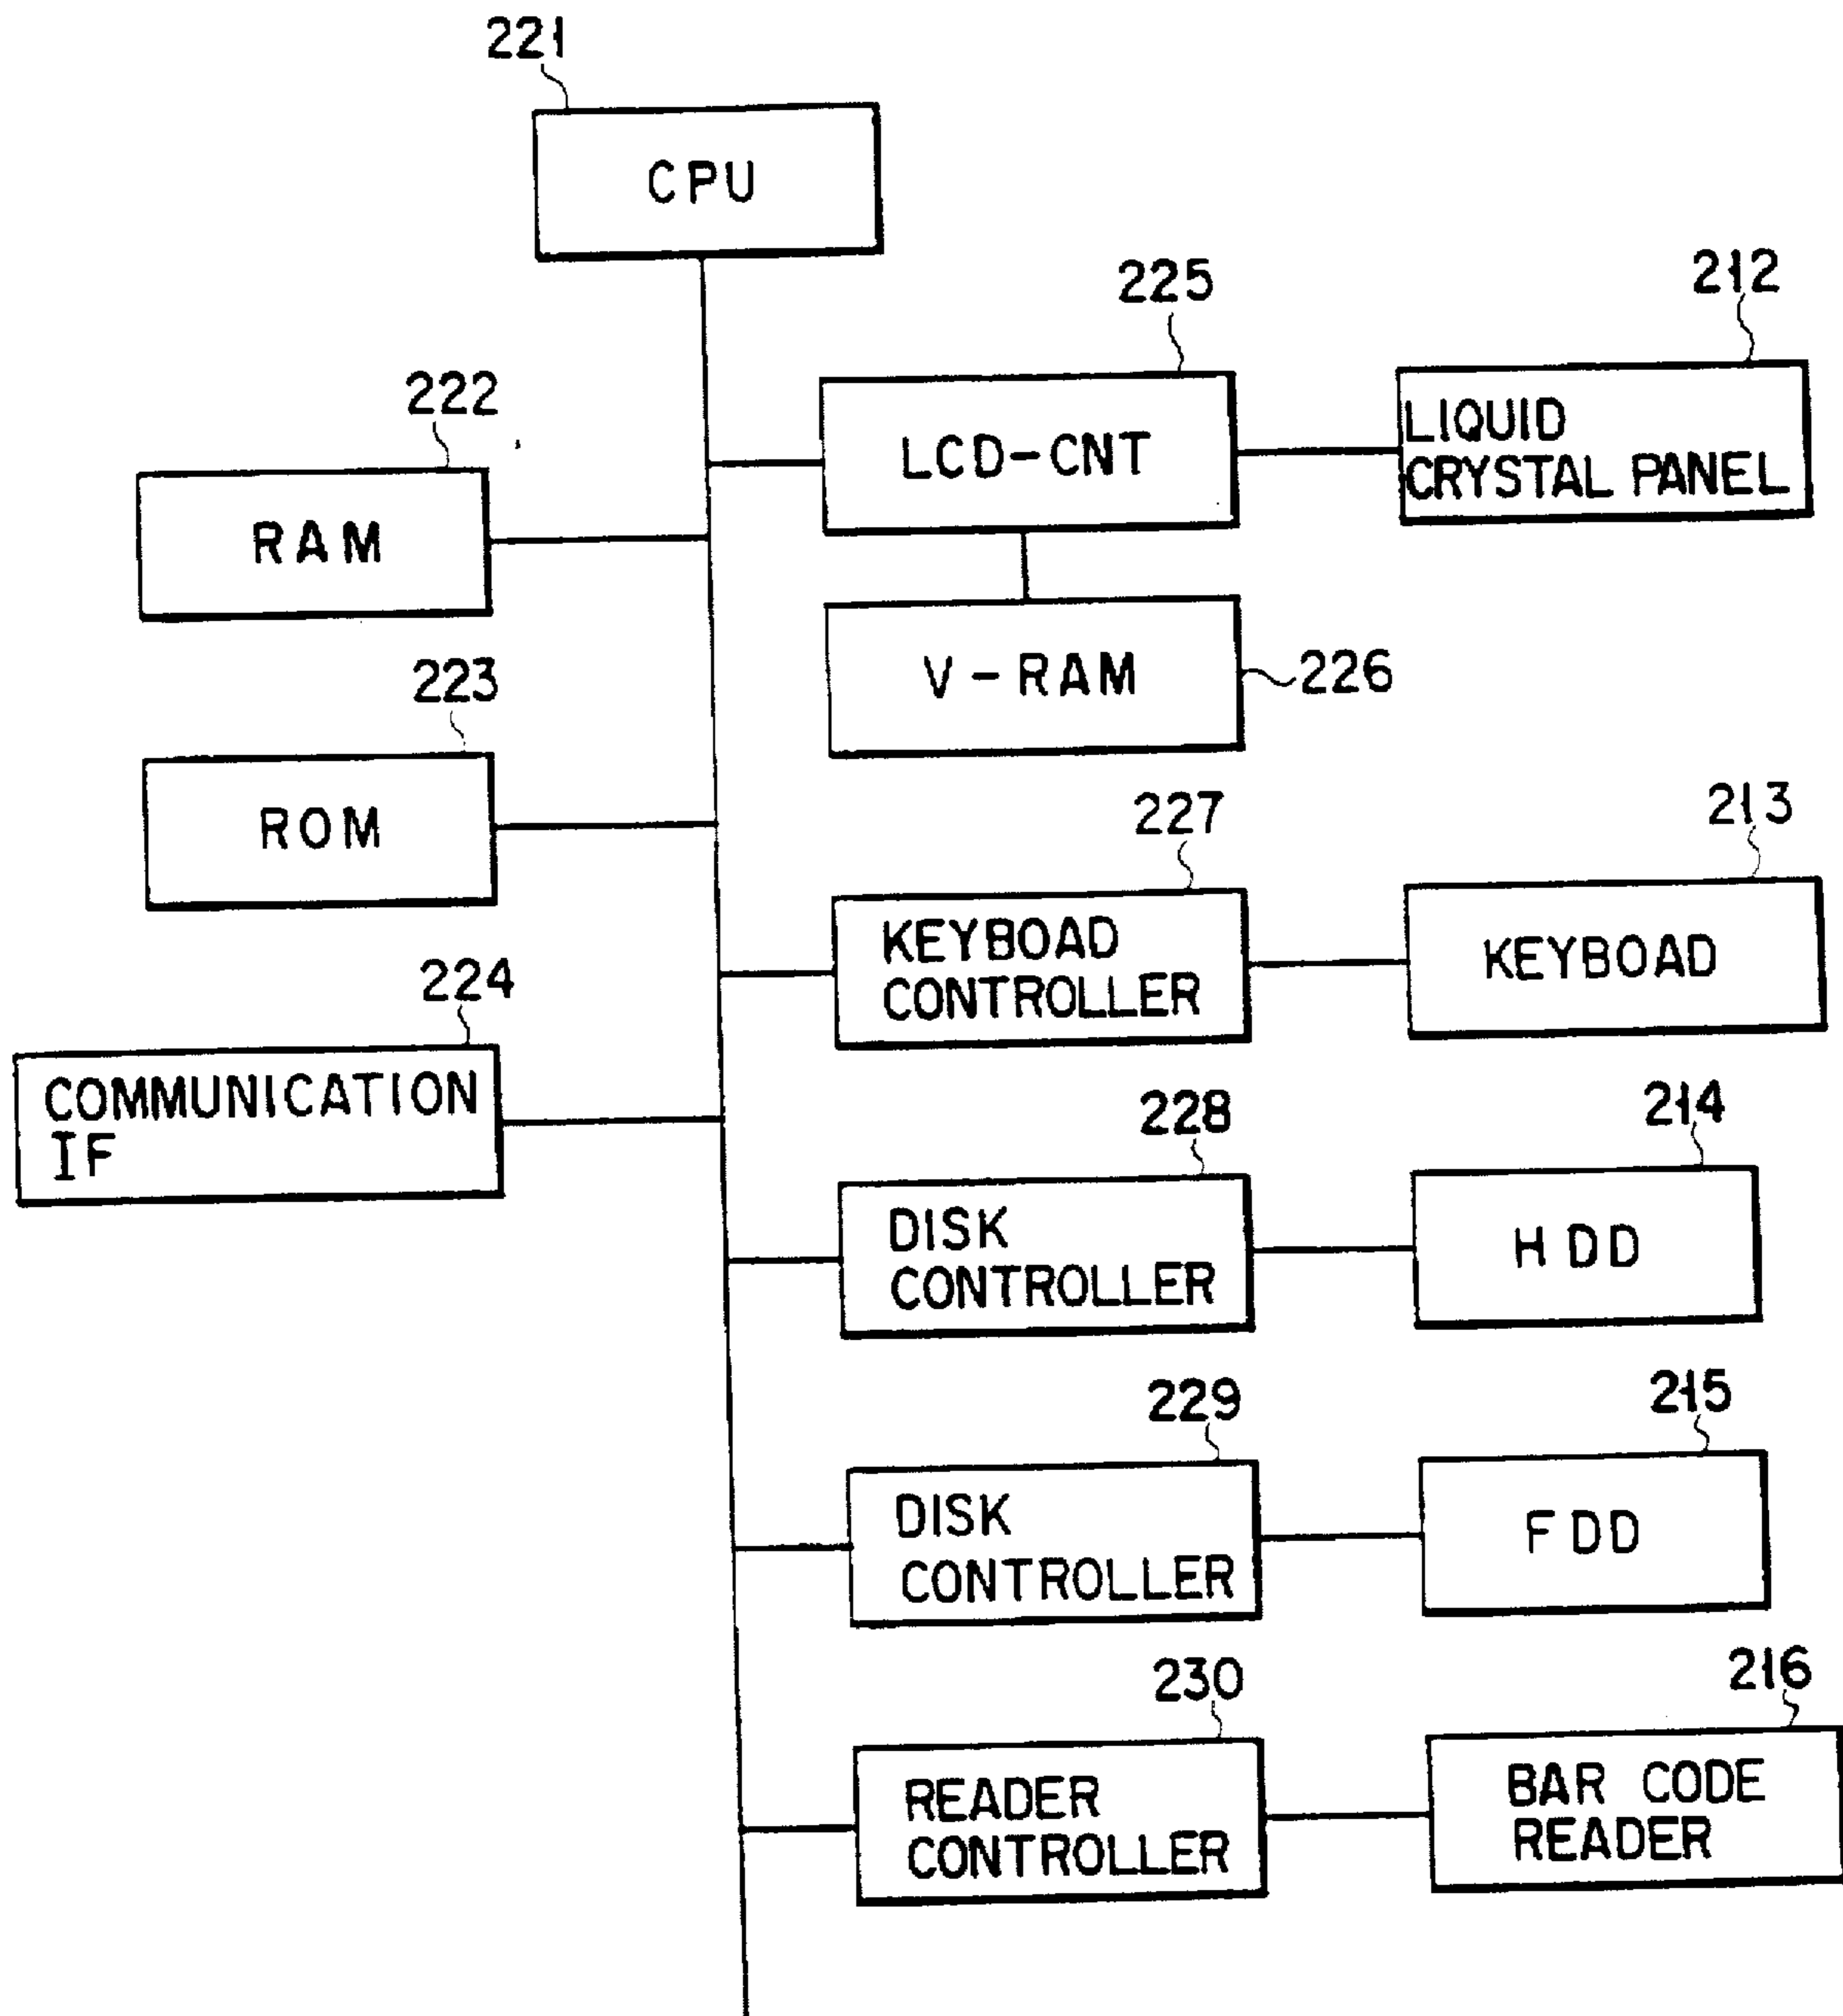 221
CPU
225
212
222
LCD-CNT
LIQUID
CRYSTAL PANEL
RAM
V-RAM
226
223
ROM
227
213
KEYBOAD
CONTROLLER
KEYBOAD
224
COMMUNICATION
IF
228
214
DISK
CONTROLLER
HDD
229
215
DISK
CONTROLLER
FDD
230
216
READER
CONTROLLER
BAR CODE
READER